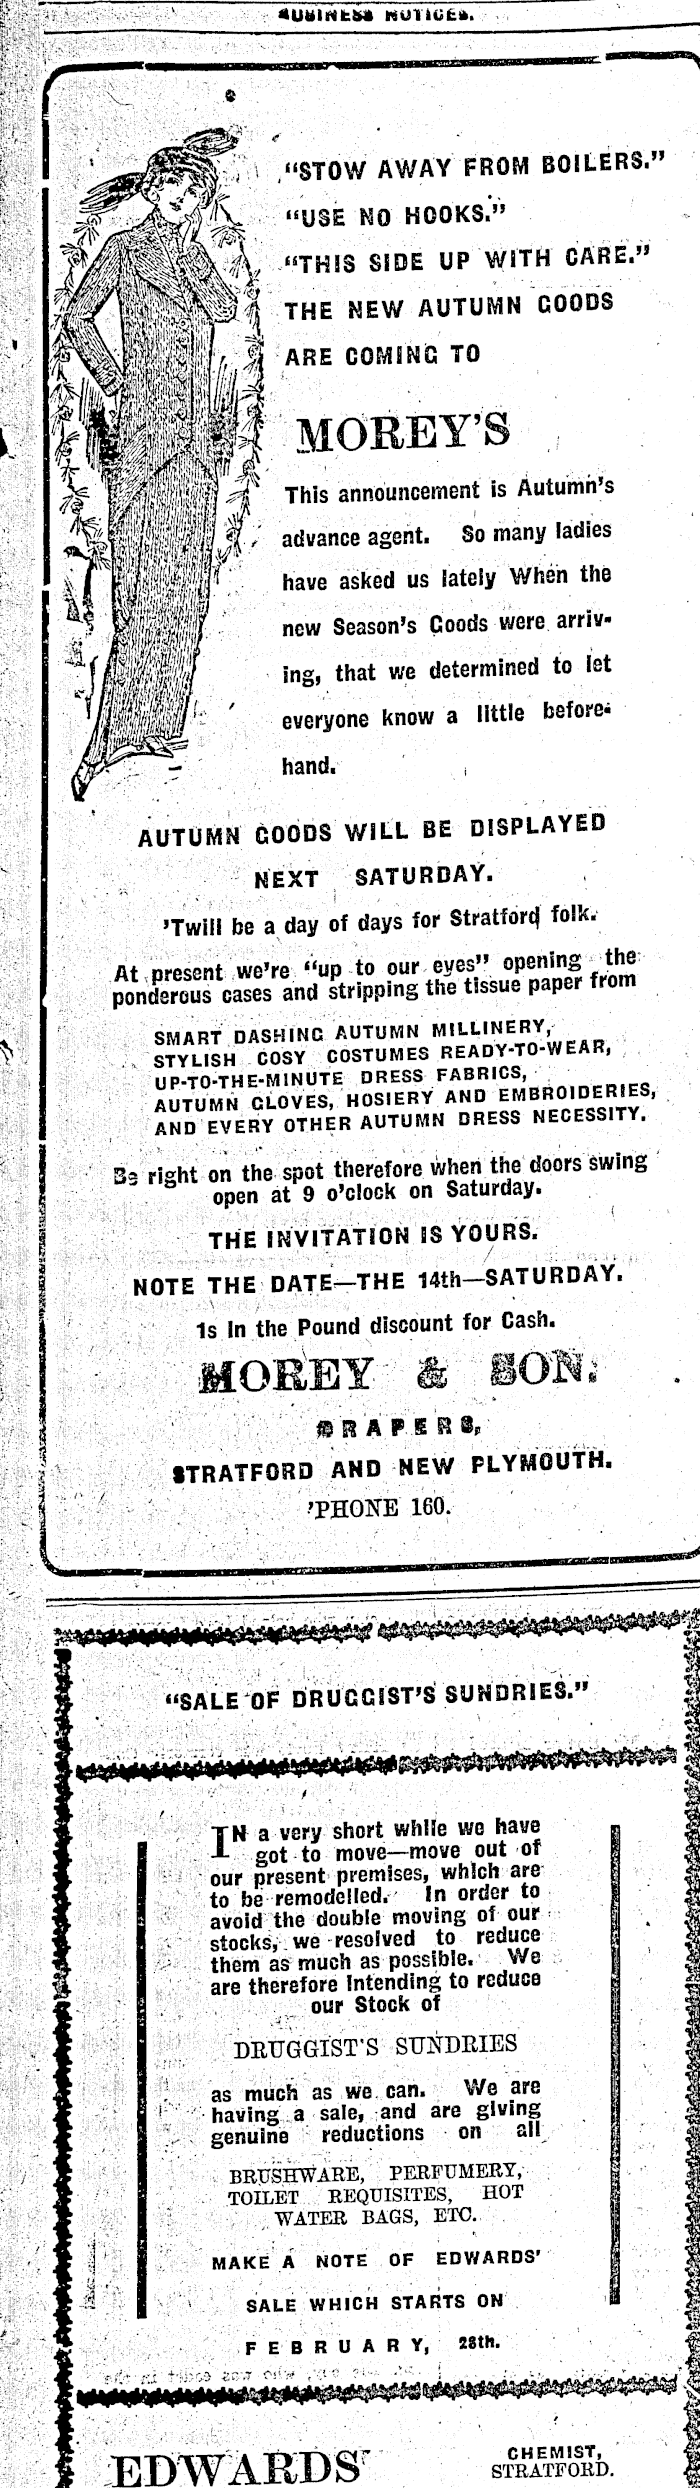 BUSINESS NOTICES.
"STOW AWAY FROM BOILERS."
"USE NO HOOKS."
"THIS SIDE UP WITH CARE."
THE NEW AUTUMN GOODS
ARE COMING TO
MOREY'S
This announcement is Autumn's
advance agent. So many ladies
have asked us lately When the
new Season's Goods were arriv-
ing, that we determined to let
everyone know a little before-
hand.
AUTUMN GOODS WILL BE DISPLAYED
NEXT SATURDAY.
'Twill be a day of days for Stratford folk.
At present we're "up to our eyes" opening the
ponderous cases and stripping the tissue paper from
SMART DASHING AUTUMN MILLINERY,
STYLISH COSY COSTUMES READY-TO-WEAR,
UP-TO-THE-MINUTE DRESS FABRICS,
AUTUMN GLOVES, HOSIERY AND EMBROIDERIES,
AND EVERY OTHER AUTUMN DRESS NECESSITY.
Be right on the spot therefore when the doors swing
open at 9 o'clock on Saturday.
THE INVITATION IS YOURS.
NOTE THE DATE—THE 14th—SATURDAY.
1s In the Pound discount for Cash.
MOREY & SON.
DRAPERS,
STRATFORD AND NEW PLYMOUTH.
'PHONE 160.
"SALE OF DRUGGIST'S SUNDRIES."
IN a very short while we have
got to move—move out of
our present premises, which are
to be remodelled. In order to
avoid the double moving of our
stocks, we resolved to reduce
them as much as possible. We
are therefore Intending to reduce
our Stock of
DRUGGIST'S SUNDRIES
as much as we can. We are
having a sale, and are giving
genuine reductions on all
BRUSHWARE, PERFUMERY,
TOILET REQUISITES, HOT
WATER BAGS, ETC.
MAKE A NOTE OF EDWARDS'
SALE WHICH STARTS ON
FEBRUARY, 28th.
EDWARDS' CHEMIST,
STRATFORD.